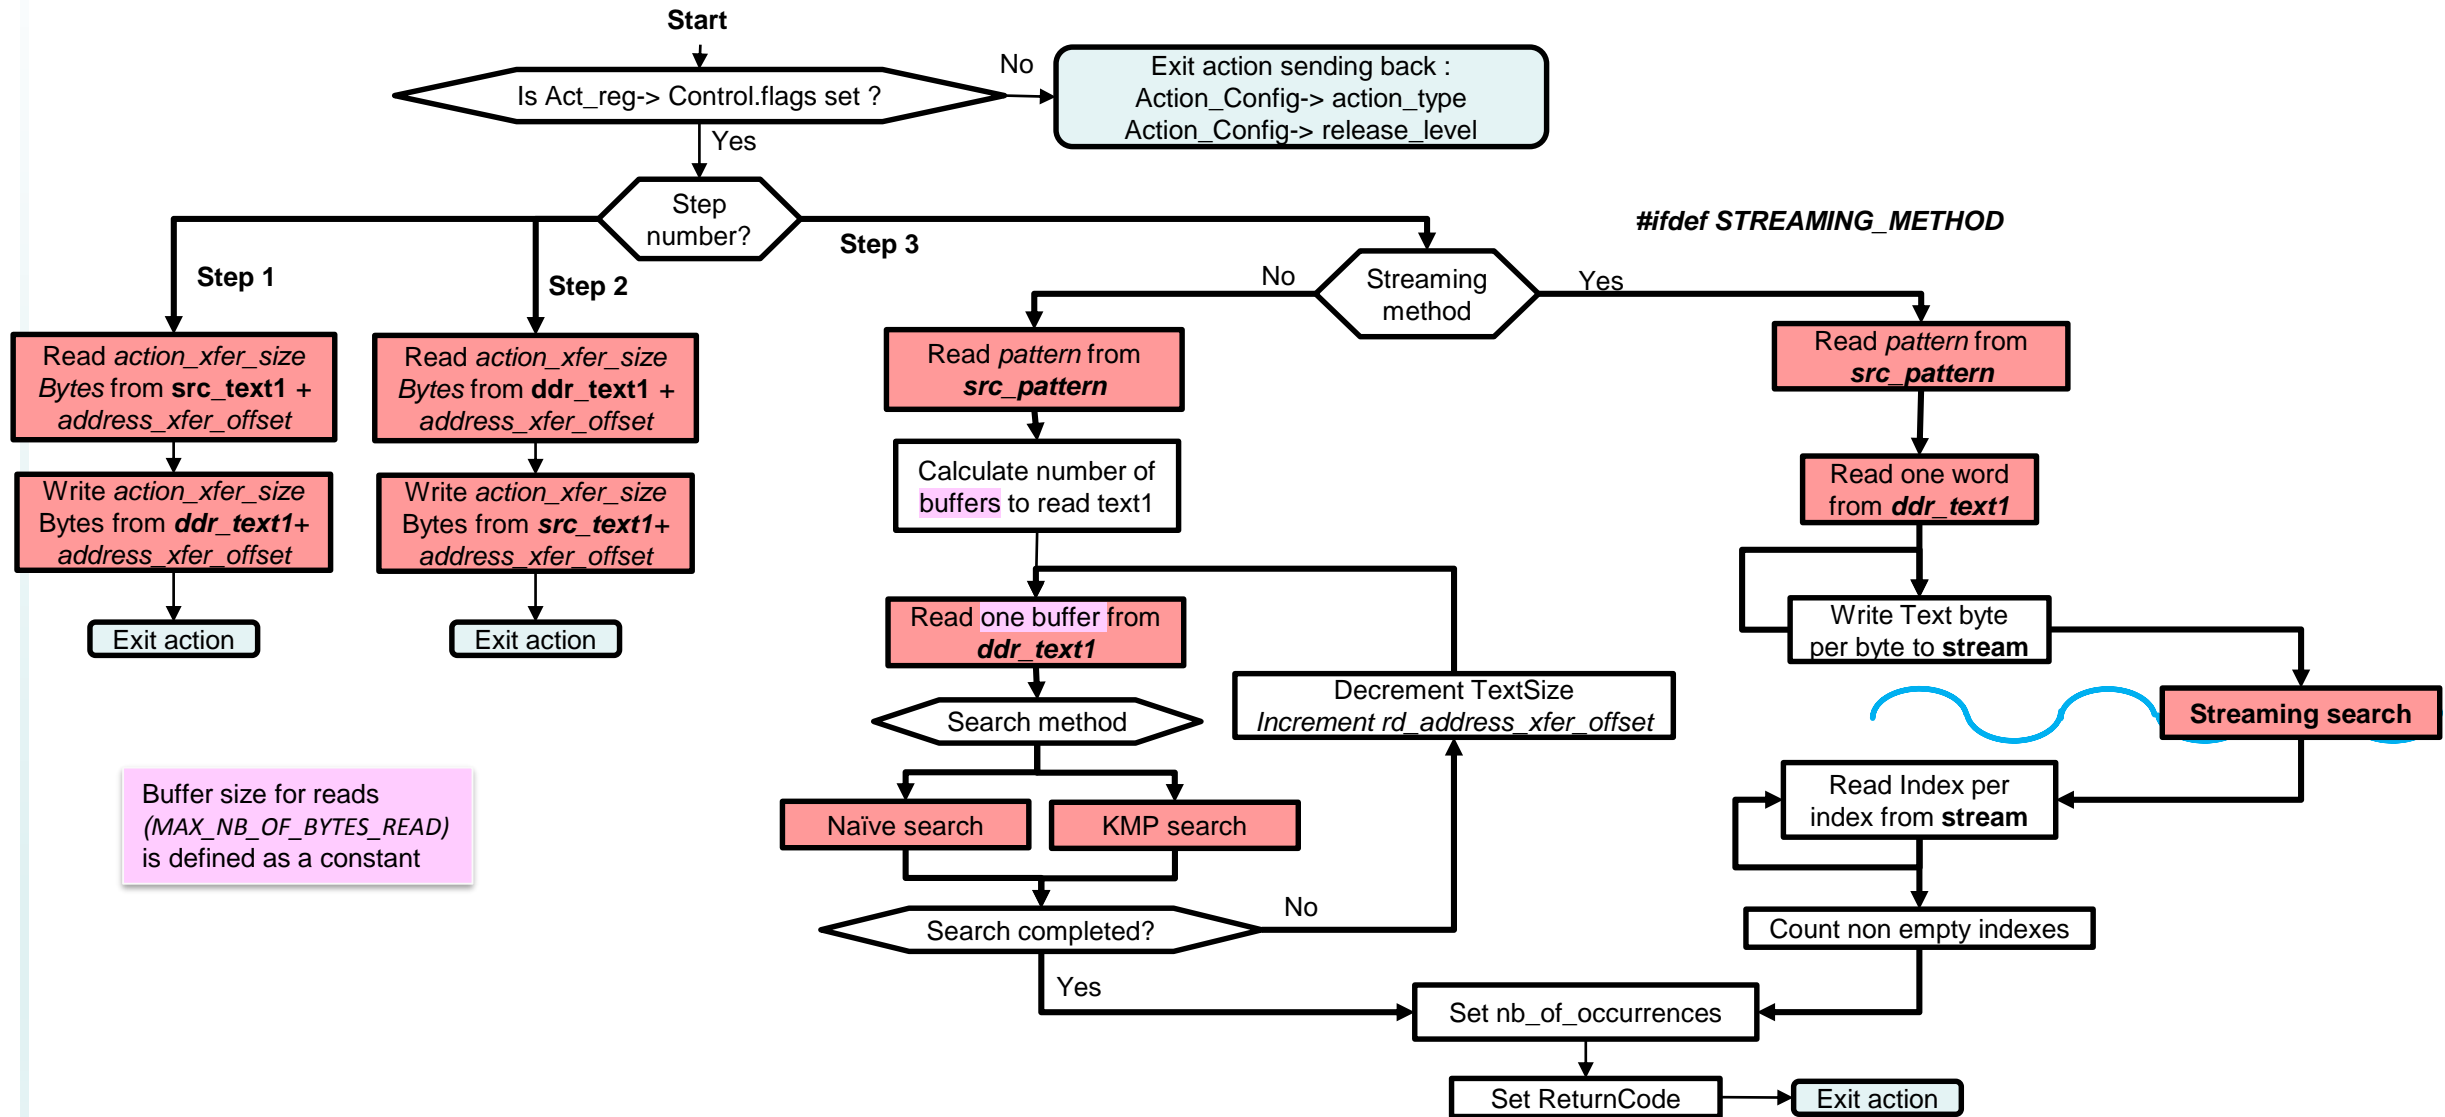 Start
Is Act_reg-> Control.flags set ?
No
Exit action sending back :
Action_Config-> action_type
Action_Config-> release_level
Yes
Step
number?
Step 1
Step 2
Step 3
#ifdef STREAMING_METHOD
Streaming
method
No
Yes
Read action_xfer_size
Bytes from src_text1 +
address_xfer_offset
Write action_xfer_size
Bytes from ddr_text1+
address_xfer_offset
Exit action
Read action_xfer_size
Bytes from ddr_text1 +
address_xfer_offset
Write action_xfer_size
Bytes from src_text1+
address_xfer_offset
Exit action
Read pattern from
src_pattern
Calculate number of
buffers to read text1
Read one buffer from
ddr_text1
Search method
Naïve search
KMP search
Search completed?
No
Decrement TextSize
Increment rd_address_xfer_offset
Yes
Read pattern from
src_pattern
Read one word
from ddr_text1
Write Text byte
per byte to stream
Streaming search
Read Index per
index from stream
Count non empty indexes
Set nb_of_occurrences
Set ReturnCode
Exit action
Buffer size for reads
(MAX_NB_OF_BYTES_READ)
is defined as a constant